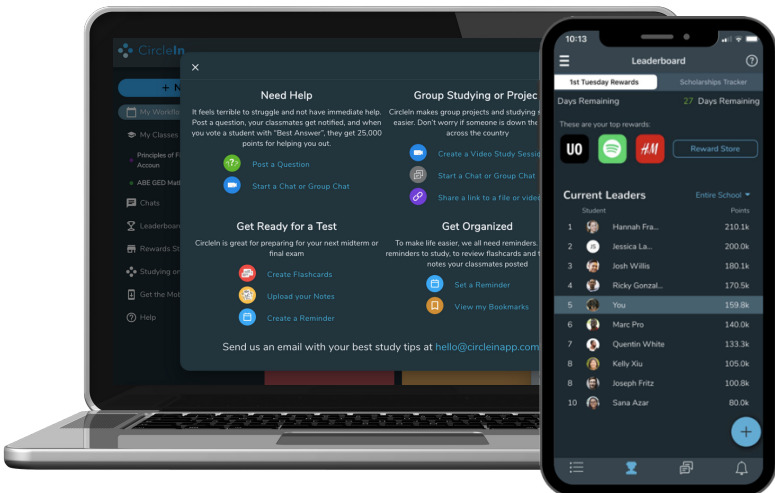 CircleIn
+ N
My Workflo
My Classes
Principles of Fi
Accoun
ABE GED Math
Chats
Leaderboar
Rewards St
Studying on
Get the Mot
Help
×
Need Help
It feels terrible to struggle and not have immediate help.
Post a question, your classmates get notified, and when
you vote a student with “Best Answer”, they get 25,000
points for helping you out.
Post a Question
Start a Chat or Group Chat
Group Studying or Projec
CircleIn makes group projects and studying
easier. Don’t worry if someone is down the
across the country
Create a Video Study Sessio
Start a Chat or Group Chat
Share a link to a file or video
Get Ready for a Test
CircleIn is great for preparing for your next midterm or
final exam
Create Flashcards
Upload your Notes
Create a Reminder
Get Organized
To make life easier, we all need reminders.
reminders to study, to review flashcards and
notes your classmates posted
Set a Reminder
View my Bookmarks
Send us an email with your best study tips at hello@circleinapp.com
10:13
Leaderboard
1st Tuesday Rewards Scholarships Tracker
Days Remaining 27 Days Remaining
These are your top rewards:
UO H&M Reward Store
Current Leaders Entire School
Student Points
1 Hannah Fra... 210.1k
2 JS Jessica La... 200.0k
3 Josh Willis 180.1k
4 Ricky Gonzal... 170.5k
5 You 159.8k
6 Marc Pro 140.0k
7 Quentin White 133.3k
8 Kelly Xiu 105.0k
8 Joseph Fritz 100.8k
10 Sana Azar 80.0k
+